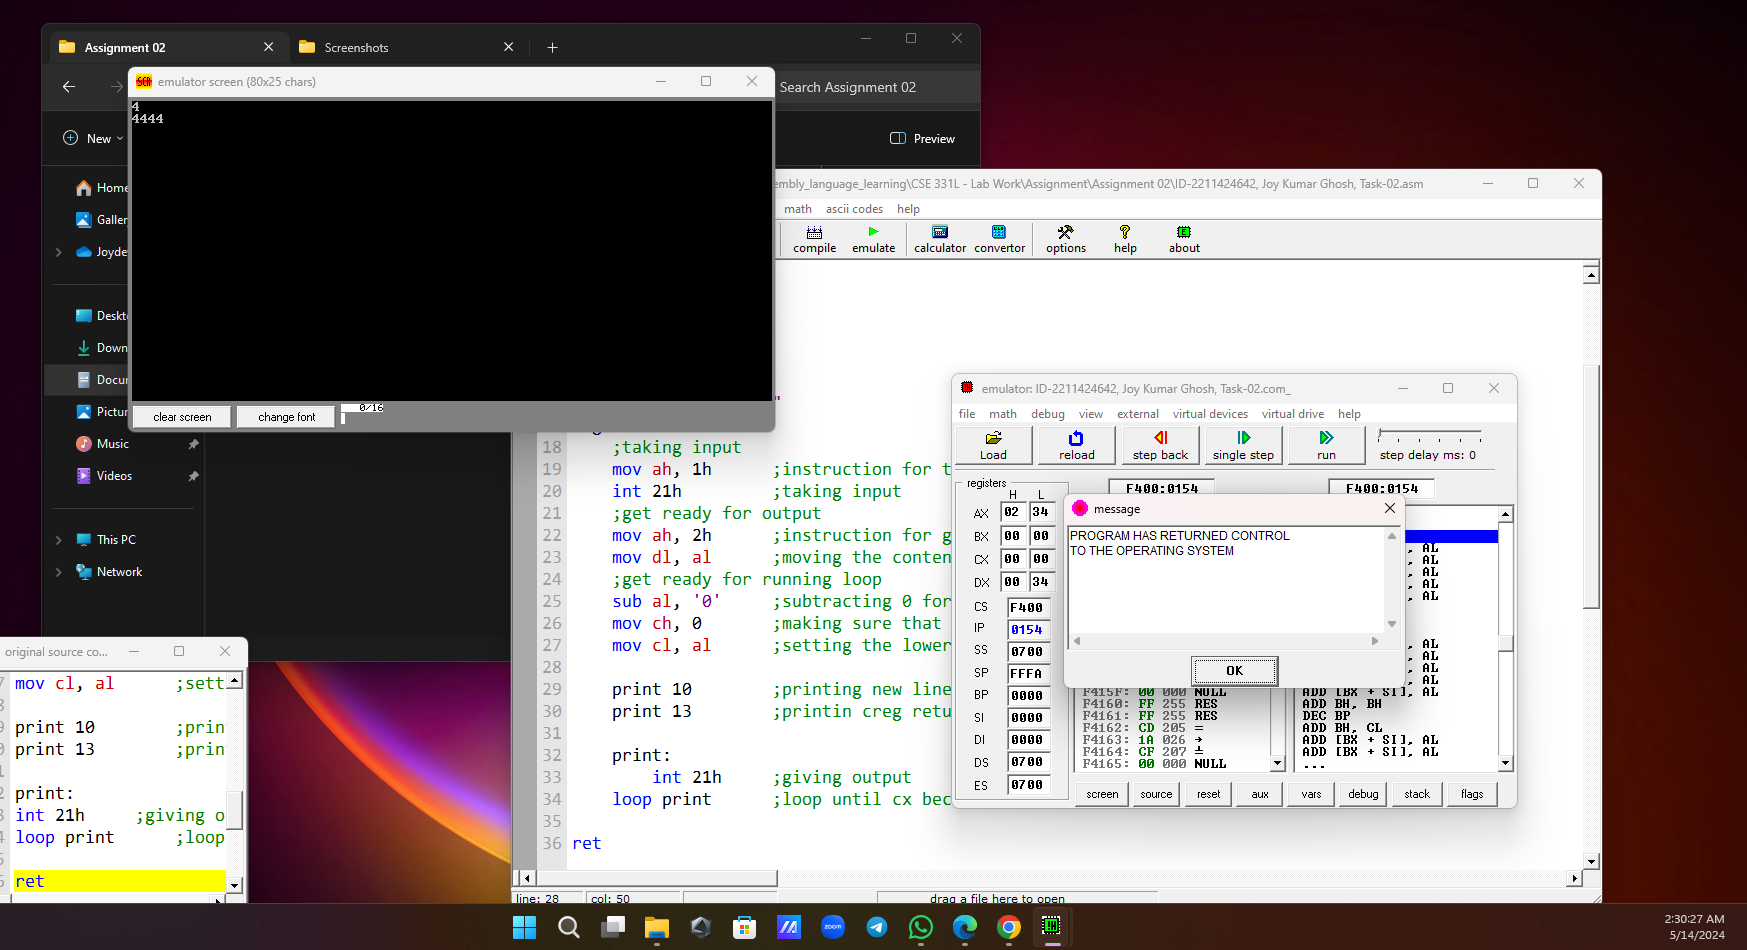 Assignment 02
Screenshots
emulator screen (80x25 chars)
Search Assignment 02
4
4444
New
Preview
Home
Gallery
Joyde
Deskt
Down
Docu
Pictur
Music
Videos
This PC
Network
clear screen
change font
0/16
embly_language_learning\CSE 331L - Lab Work\Assignment\Assignment 02\ID-2211424642, Joy Kumar Ghosh, Task-02.asm
math ascii codes help
compile emulate calculator convertor options help about
"
18 ;taking input
19 mov ah, 1h ;instruction for t
20 int 21h ;taking input
21 ;get ready for output
22 mov ah, 2h ;instruction for g
23 mov dl, al ;moving the conten
24 ;get ready for running loop
25 sub al, '0' ;subtracting 0 for
26 mov ch, 0 ;making sure that
27 mov cl, al ;setting the lower
28
29 print 10 ;printing new line
30 print 13 ;printin creg retu
31
32 print:
33 int 21h ;giving output
34 loop print ;loop until cx bec
35
36 ret
line: 28 col: 50 drag a file here to open
emulator: ID-2211424642, Joy Kumar Ghosh, Task-02.com_
file math debug view external virtual devices virtual drive help
Load reload step back single step run step delay ms: 0
registers
F400:0154 F400:0154
H L
AX 02 34
BX 00 00
CX 00 00
DX 00 34
CS F400
IP 0154
SS 0700
SP FFFA
BP 0000
SI 0000
DI 0000
DS 0700
ES 0700
message
PROGRAM HAS RETURNED CONTROL
TO THE OPERATING SYSTEM
OK
, AL
, AL
, AL
, AL
, AL
, AL
, AL
, AL
, AL
F415F: 00 000 NULL
F4160: FF 255 RES
F4161: FF 255 RES
F4162: CD 205 =
F4163: 1A 026 →
F4164: CF 207 ╧
F4165: 00 000 NULL
ADD [BX + SI], AL
ADD BH, BH
DEC BP
ADD BH, CL
ADD [BX + SI], AL
ADD [BX + SI], AL
...
screen source reset aux vars debug stack flags
original source co...
mov cl, al ;sett
print 10 ;prin
print 13 ;prin
print:
int 21h ;giving o
loop print ;loop
ret
zoom
2:30:27 AM
5/14/2024